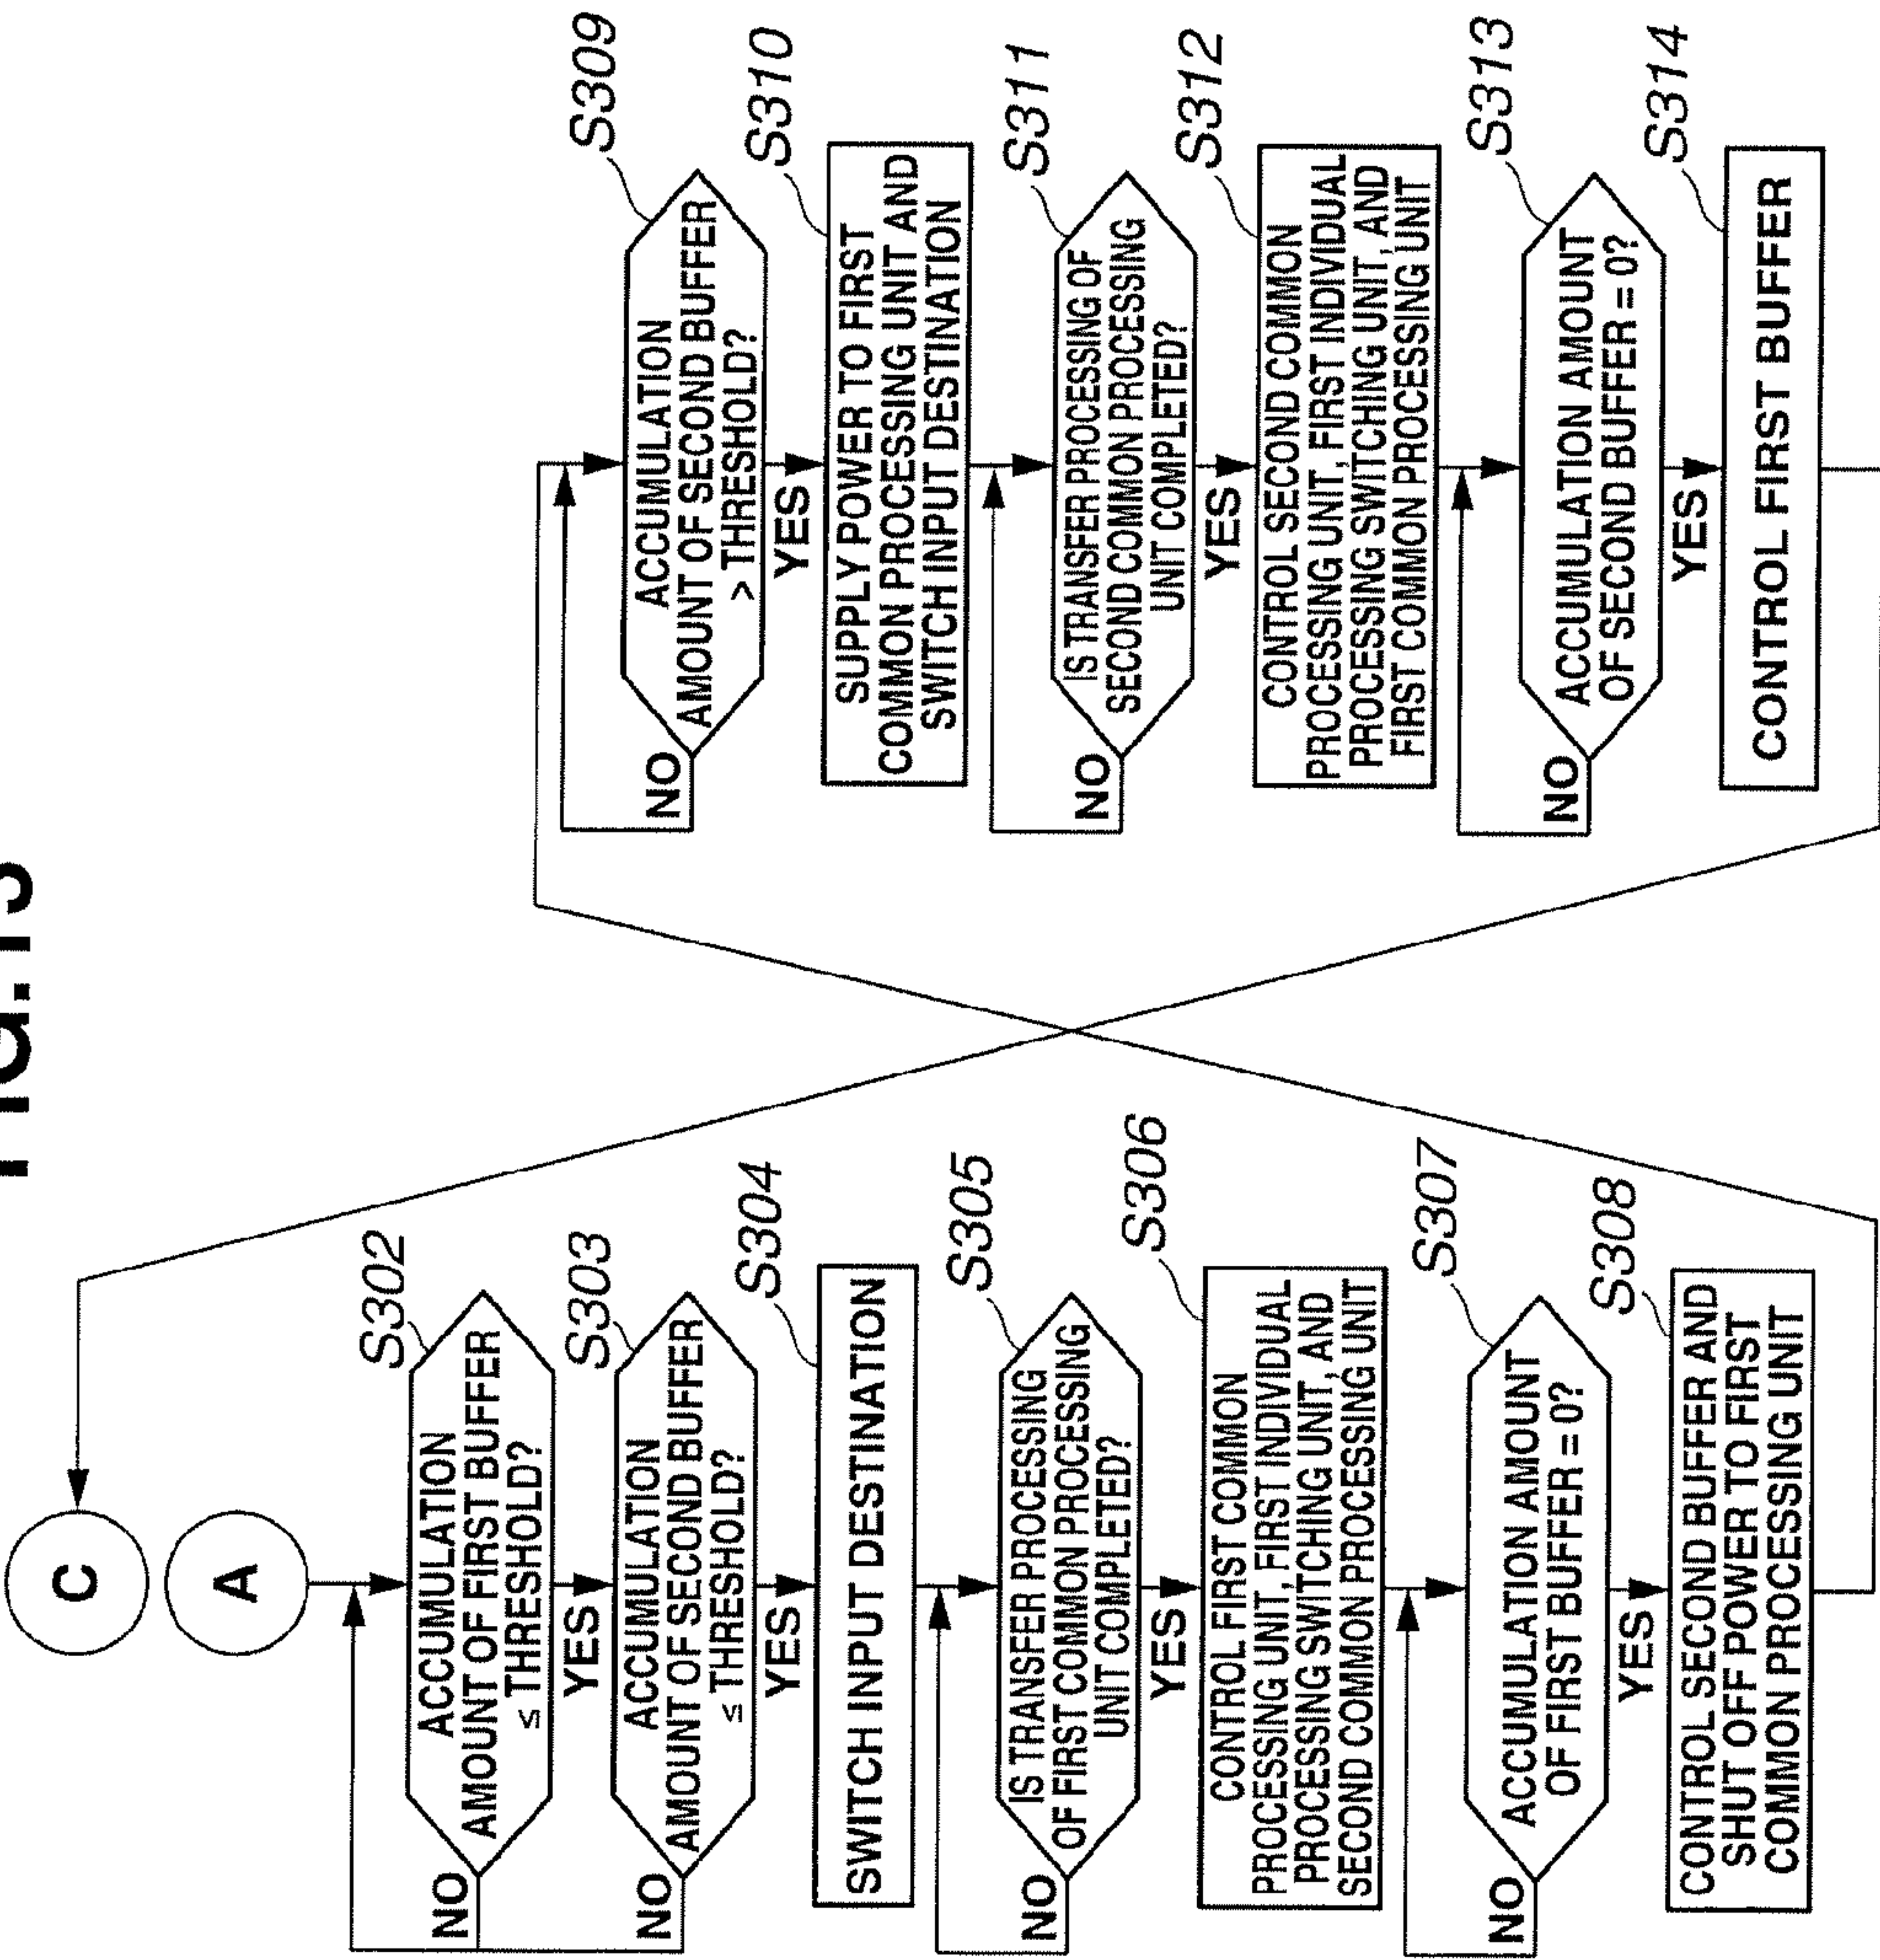 C
A
S302
ACCUMULATION
AMOUNT OF FIRST BUFFER
≤ THRESHOLD?
NO
YES
S303
ACCUMULATION
AMOUNT OF SECOND BUFFER
≤ THRESHOLD?
NO
YES
S304
SWITCH INPUT DESTINATION
S305
IS TRANSFER PROCESSING
OF FIRST COMMON PROCESSING
UNIT COMPLETED?
NO
YES
S306
CONTROL FIRST COMMON
PROCESSING UNIT, FIRST INDIVIDUAL
PROCESSING SWITCHING UNIT, AND
SECOND COMMON PROCESSING UNIT
S307
ACCUMULATION AMOUNT
OF FIRST BUFFER = 0?
NO
YES
S308
CONTROL SECOND BUFFER AND
SHUT OFF POWER TO FIRST
COMMON PROCESSING UNIT
S309
ACCUMULATION
AMOUNT OF SECOND BUFFER
> THRESHOLD?
NO
YES
S310
SUPPLY POWER TO FIRST
COMMON PROCESSING UNIT AND
SWITCH INPUT DESTINATION
S311
IS TRANSFER PROCESSING OF
SECOND COMMON PROCESSING
UNIT COMPLETED?
NO
YES
S312
CONTROL SECOND COMMON
PROCESSING UNIT, FIRST INDIVIDUAL
PROCESSING SWITCHING UNIT, AND
FIRST COMMON PROCESSING UNIT
S313
ACCUMULATION AMOUNT
OF SECOND BUFFER = 0?
NO
YES
S314
CONTROL FIRST BUFFER